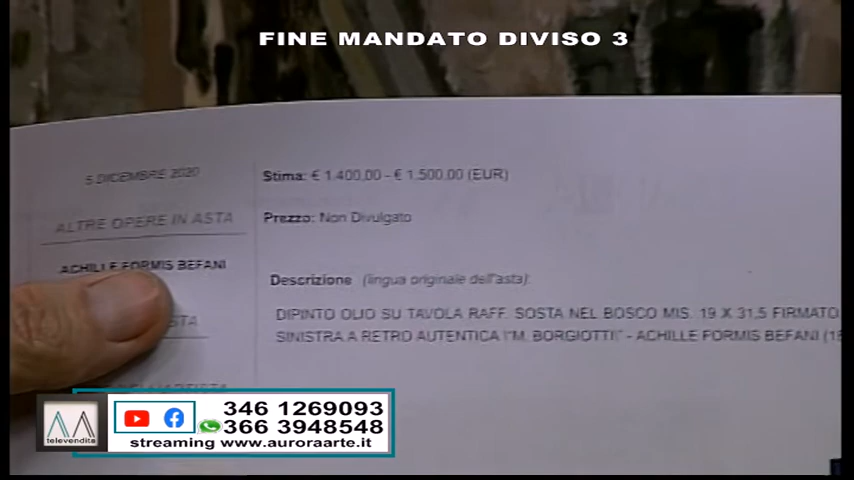 FINE MANDATO DIVISO 3
5 DICEMBRE 2020
ALTRE OPERE IN ASTA
ACHILLE FORMIS BEFANI
Stima: € 1.400,00 - € 1.500,00 (EUR)
Prezzo: Non Divulgato
Descrizione (lingua originale dell'asta):
DIPINTO OLIO SU TAVOLA RAFF. SOSTA NEL BOSCO MIS. 19 X 31,5 FIRMATO
SINISTRA A RETRO AUTENTICA \"M. BORGIOTTI\" - ACHILLE FORMIS BEFANI (18
346 1269093
366 3948548
streaming www.auroraarte.it
televendita